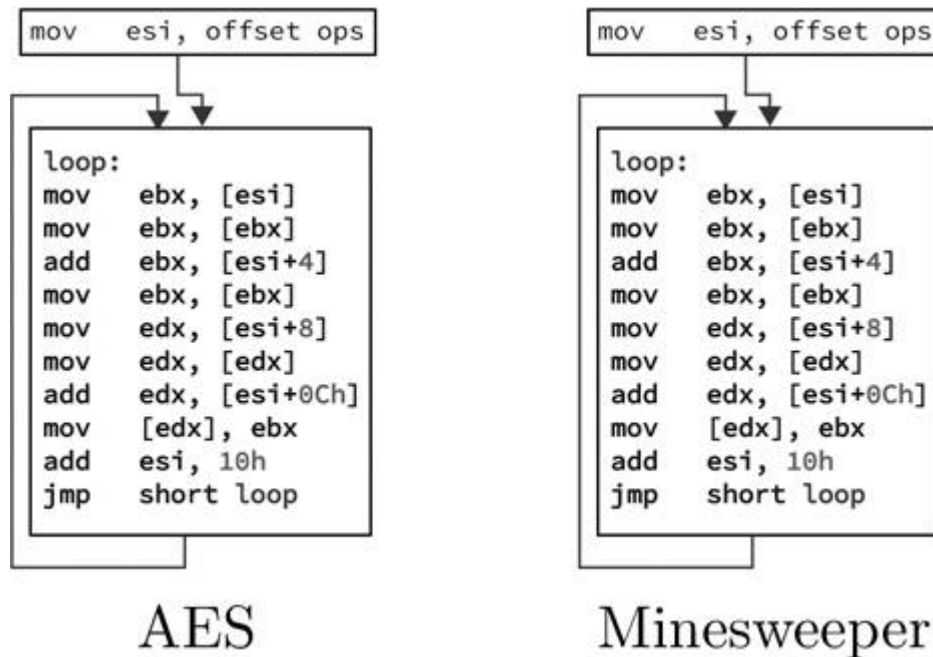 mov esi, offset ops
loop:
mov ebx, [esi]
mov ebx, [ebx]
add ebx, [esi+4]
mov ebx, [ebx]
mov edx, [esi+8]
mov edx, [edx]
add edx, [esi+0Ch]
mov [edx], ebx
add esi, 10h
jmp short loop
AES
mov esi, offset ops
loop:
mov ebx, [esi]
mov ebx, [ebx]
add ebx, [esi+4]
mov ebx, [ebx]
mov edx, [esi+8]
mov edx, [edx]
add edx, [esi+0Ch]
mov [edx], ebx
add esi, 10h
jmp short loop
Minesweeper